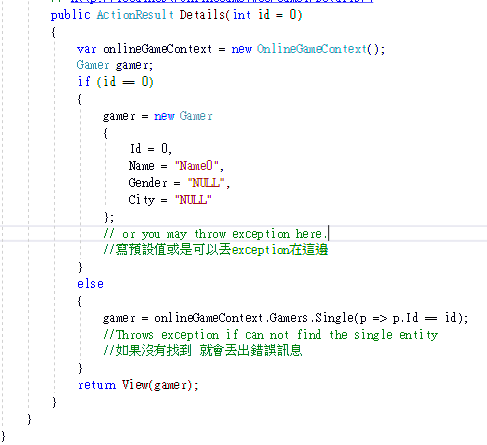 public ActionResult Details(int id = 0)
{
var onlineGameContext = new OnlineGameContext();
Gamer gamer;
if (id == 0)
{
gamer = new Gamer
{
Id = 0,
Name = "Name0",
Gender = "NULL",
City = "NULL"
};
// or you may throw exception here.
//寫預設值或是可以丟exception在這邊
}
else
{
gamer = onlineGameContext.Gamers.Single(p => p.Id == id);
//Throws exception if can not find the single entity
//如果沒有找到 就會丟出錯誤訊息
}
return View(gamer);
}
}
}